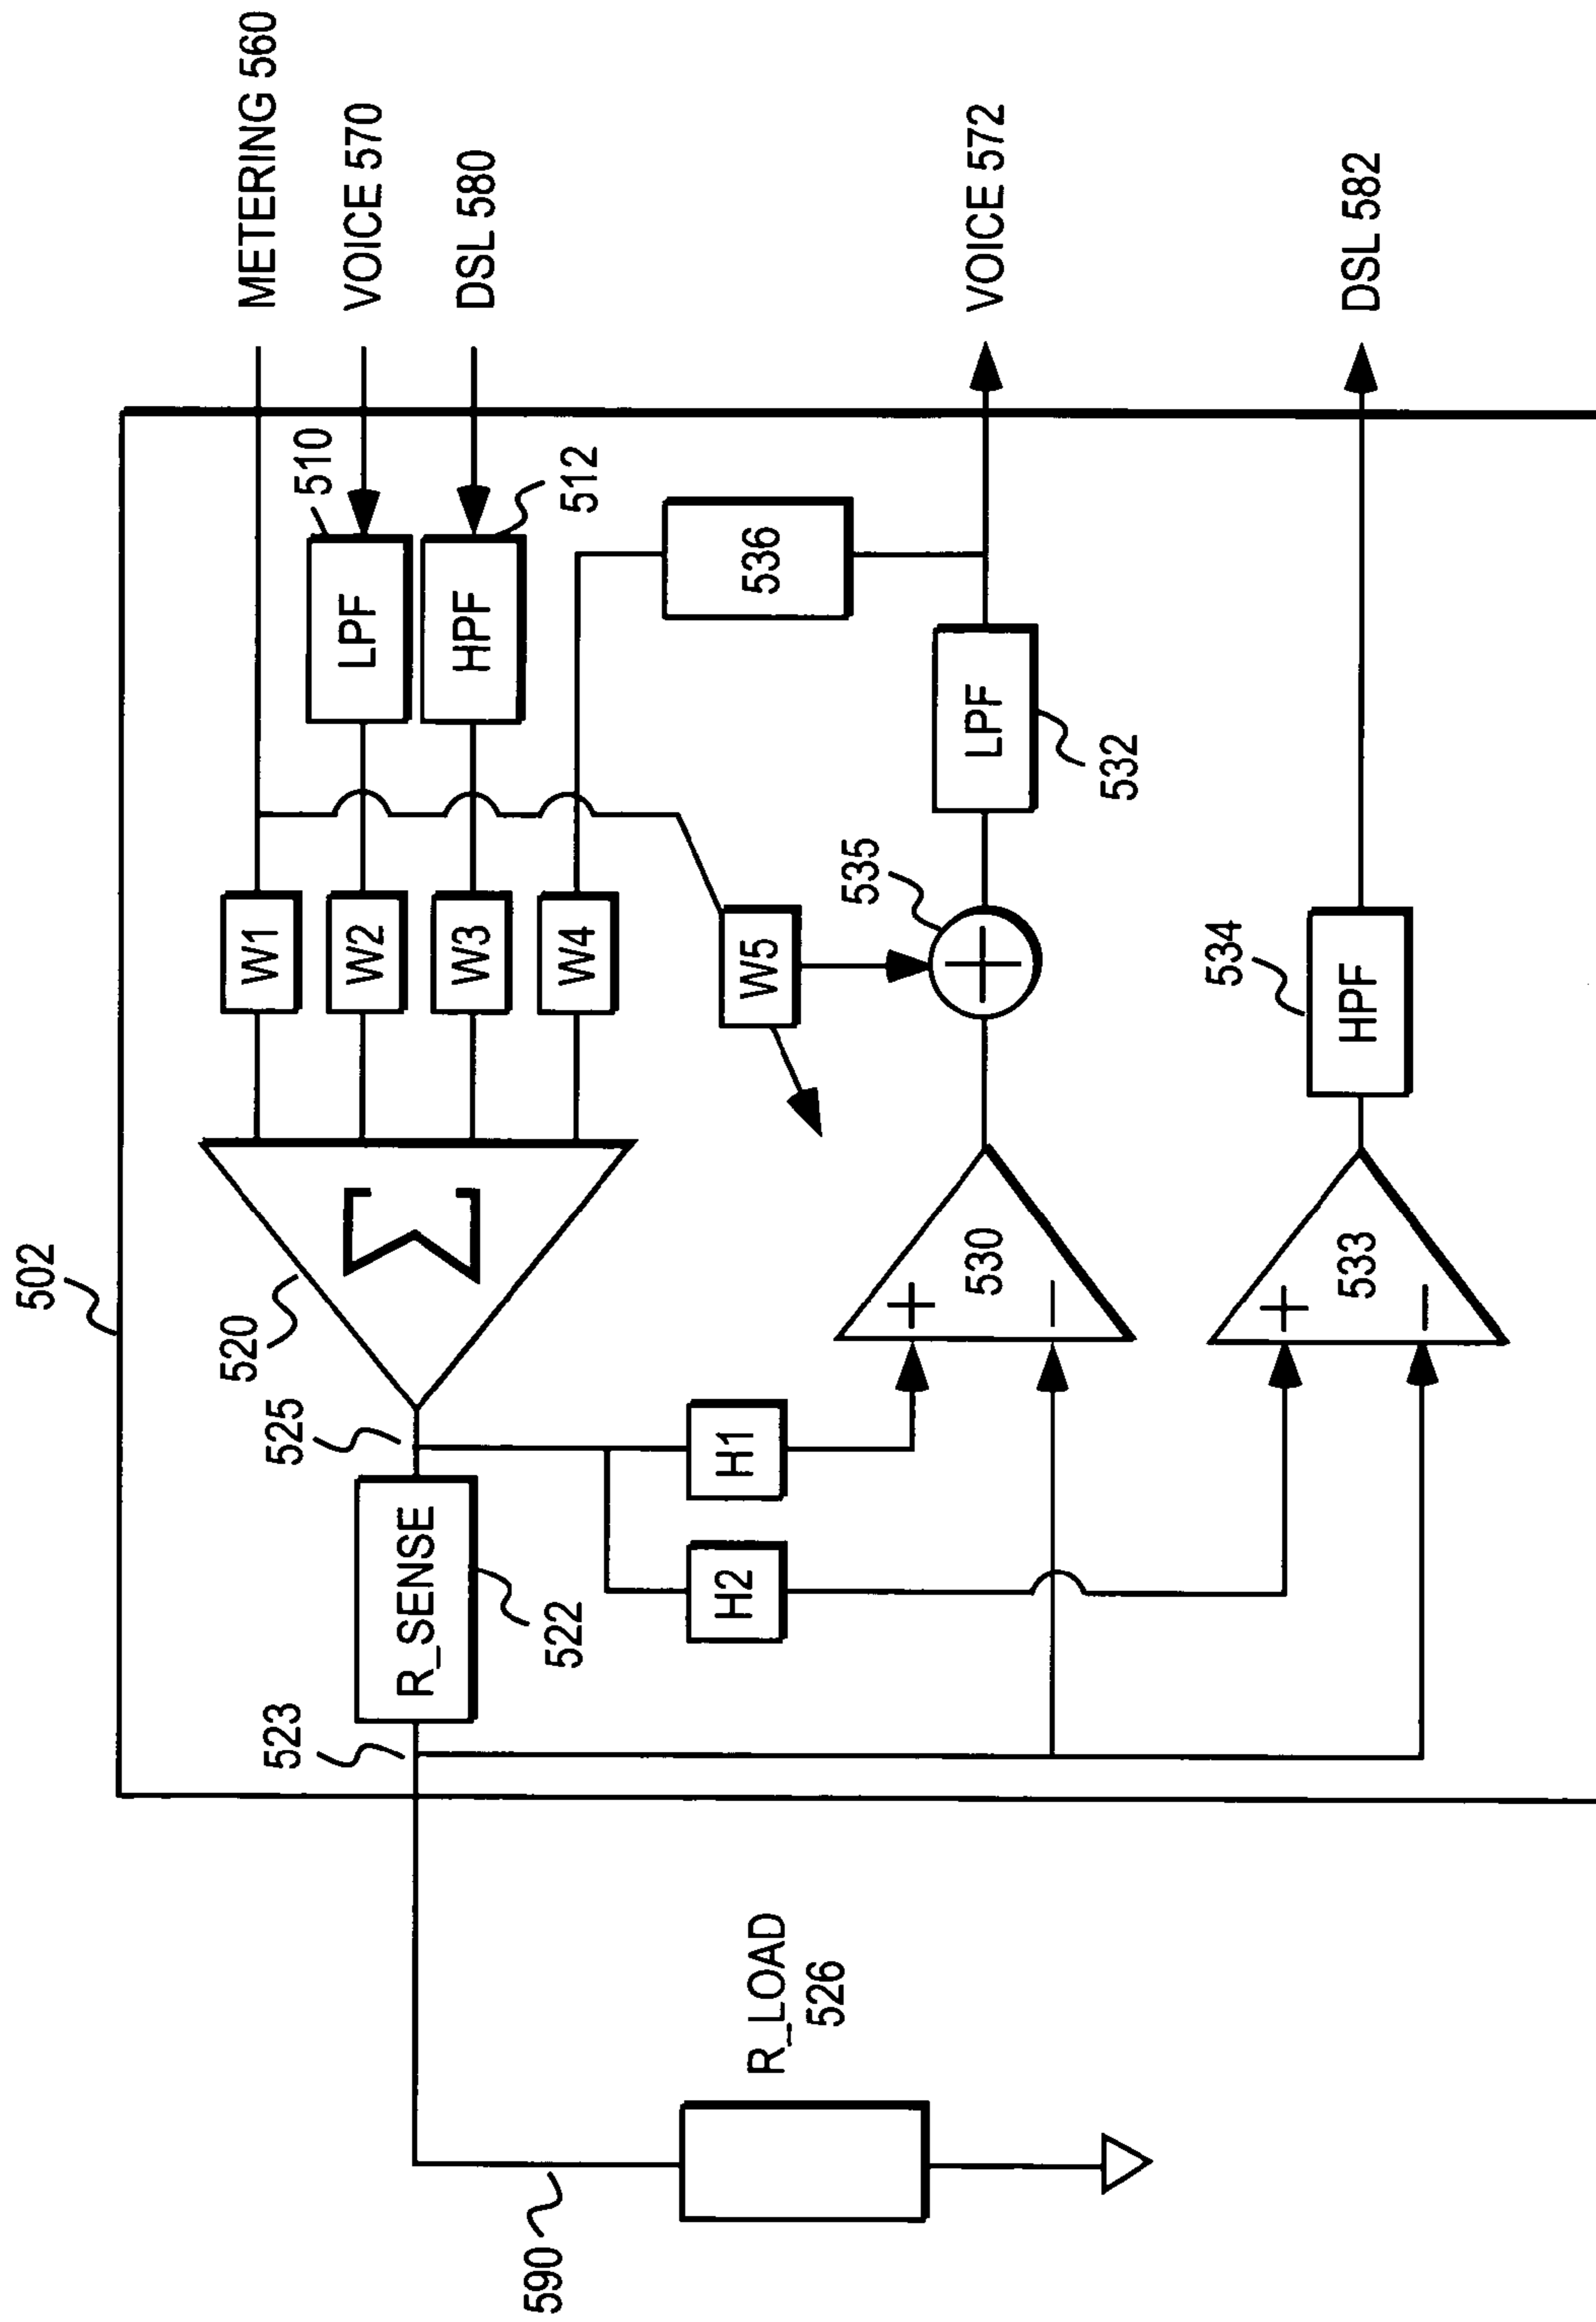 502
METERING 560
VOICE 570
DSL 580
510
LPF
512
HPF
W1
W2
W3
W4
W5
520
Σ
525
R_SENSE
522
523
H1
H2
536
535
+
LPF
532
VOICE 572
+
530
−
534
HPF
DSL 582
+
533
−
R_LOAD
526
590